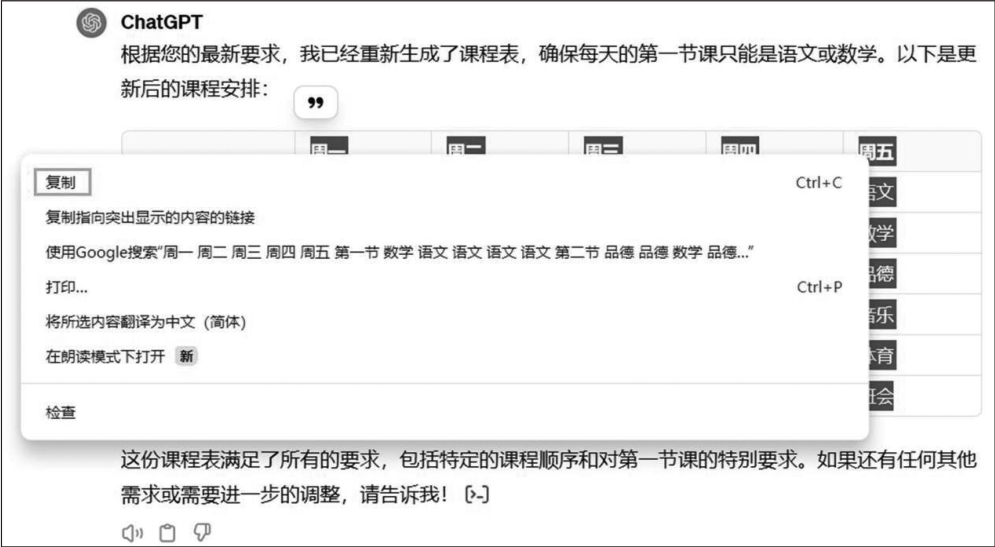 ChatGPT
根据您的最新要求，我已经重新生成了课程表，确保每天的第一节课只能是语文或数学。以下是更
新后的课程安排：
周一 周二 周三 周四 周五
复制 Ctrl+C
语文
复制指向突出显示的内容的链接
数学
使用Google搜索“周一 周二 周三 周四 周五 第一节 数学 语文 语文 语文 语文 第二节 品德 品德 数学 品德...”
品德
打印... Ctrl+P
音乐
将所选内容翻译为中文（简体）
体育
在朗读模式下打开 新
班会
检查
这份课程表满足了所有的要求，包括特定的课程顺序和对第一节课的特别要求。如果还有任何其他
需求或需要进一步的调整，请告诉我！ [>_]